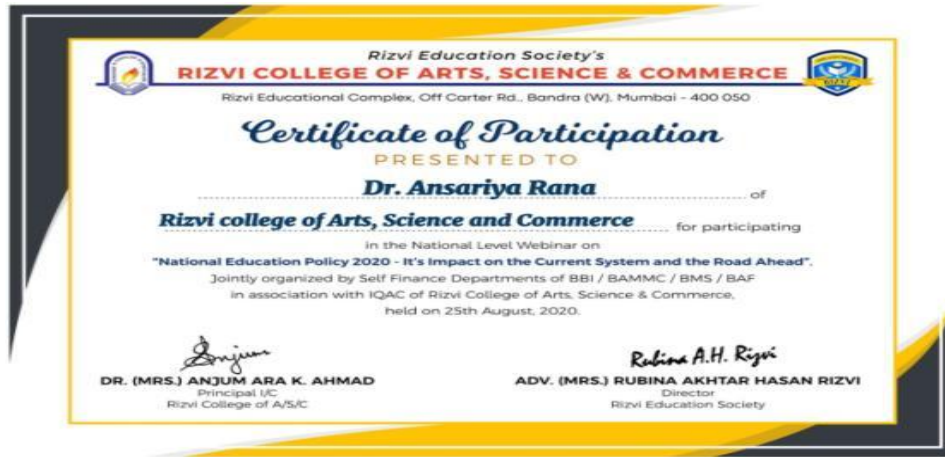 Rizvi Education Society's
RIZVI COLLEGE OF ARTS, SCIENCE & COMMERCE
Rizvi Educational Complex, Off Carter Rd., Bandra (W), Mumbai - 400 050
Certificate of Participation
PRESENTED TO
Dr. Ansariya Rana of
Rizvi college of Arts, Science and Commerce for participating
in the National Level Webinar on
"National Education Policy 2020 - It's Impact on the Current System and the Road Ahead".
Jointly organized by Self Finance Departments of BBI / BAMMC / BMS / BAF
in association with IQAC of Rizvi College of Arts, Science & Commerce,
held on 25th August, 2020.
Anjum Rubina A.H. Rizvi
DR. (MRS.) ANJUM ARA K. AHMAD ADV. (MRS.) RUBINA AKHTAR HASAN RIZVI
Principal I/C Director
Rizvi College of A/S/C Rizvi Education Society